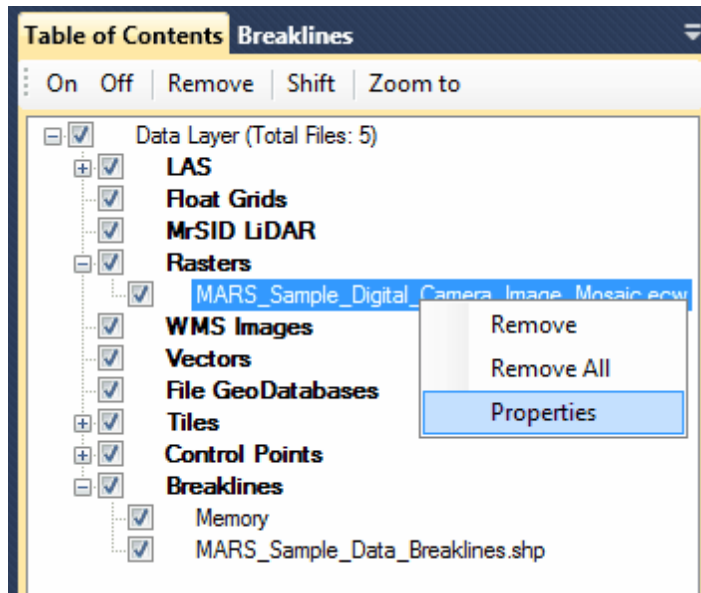 Table of Contents Breaklines
On Off Remove Shift Zoom to
Data Layer (Total Files: 5)
LAS
Float Grids
MrSID LiDAR
Rasters
MARS_Sample_Digital_Camera_Image_Mosaic.ecw
WMS Images
Remove
Vectors
Remove All
File GeoDatabases
Properties
Tiles
Control Points
Breaklines
Memory
MARS_Sample_Data_Breaklines.shp